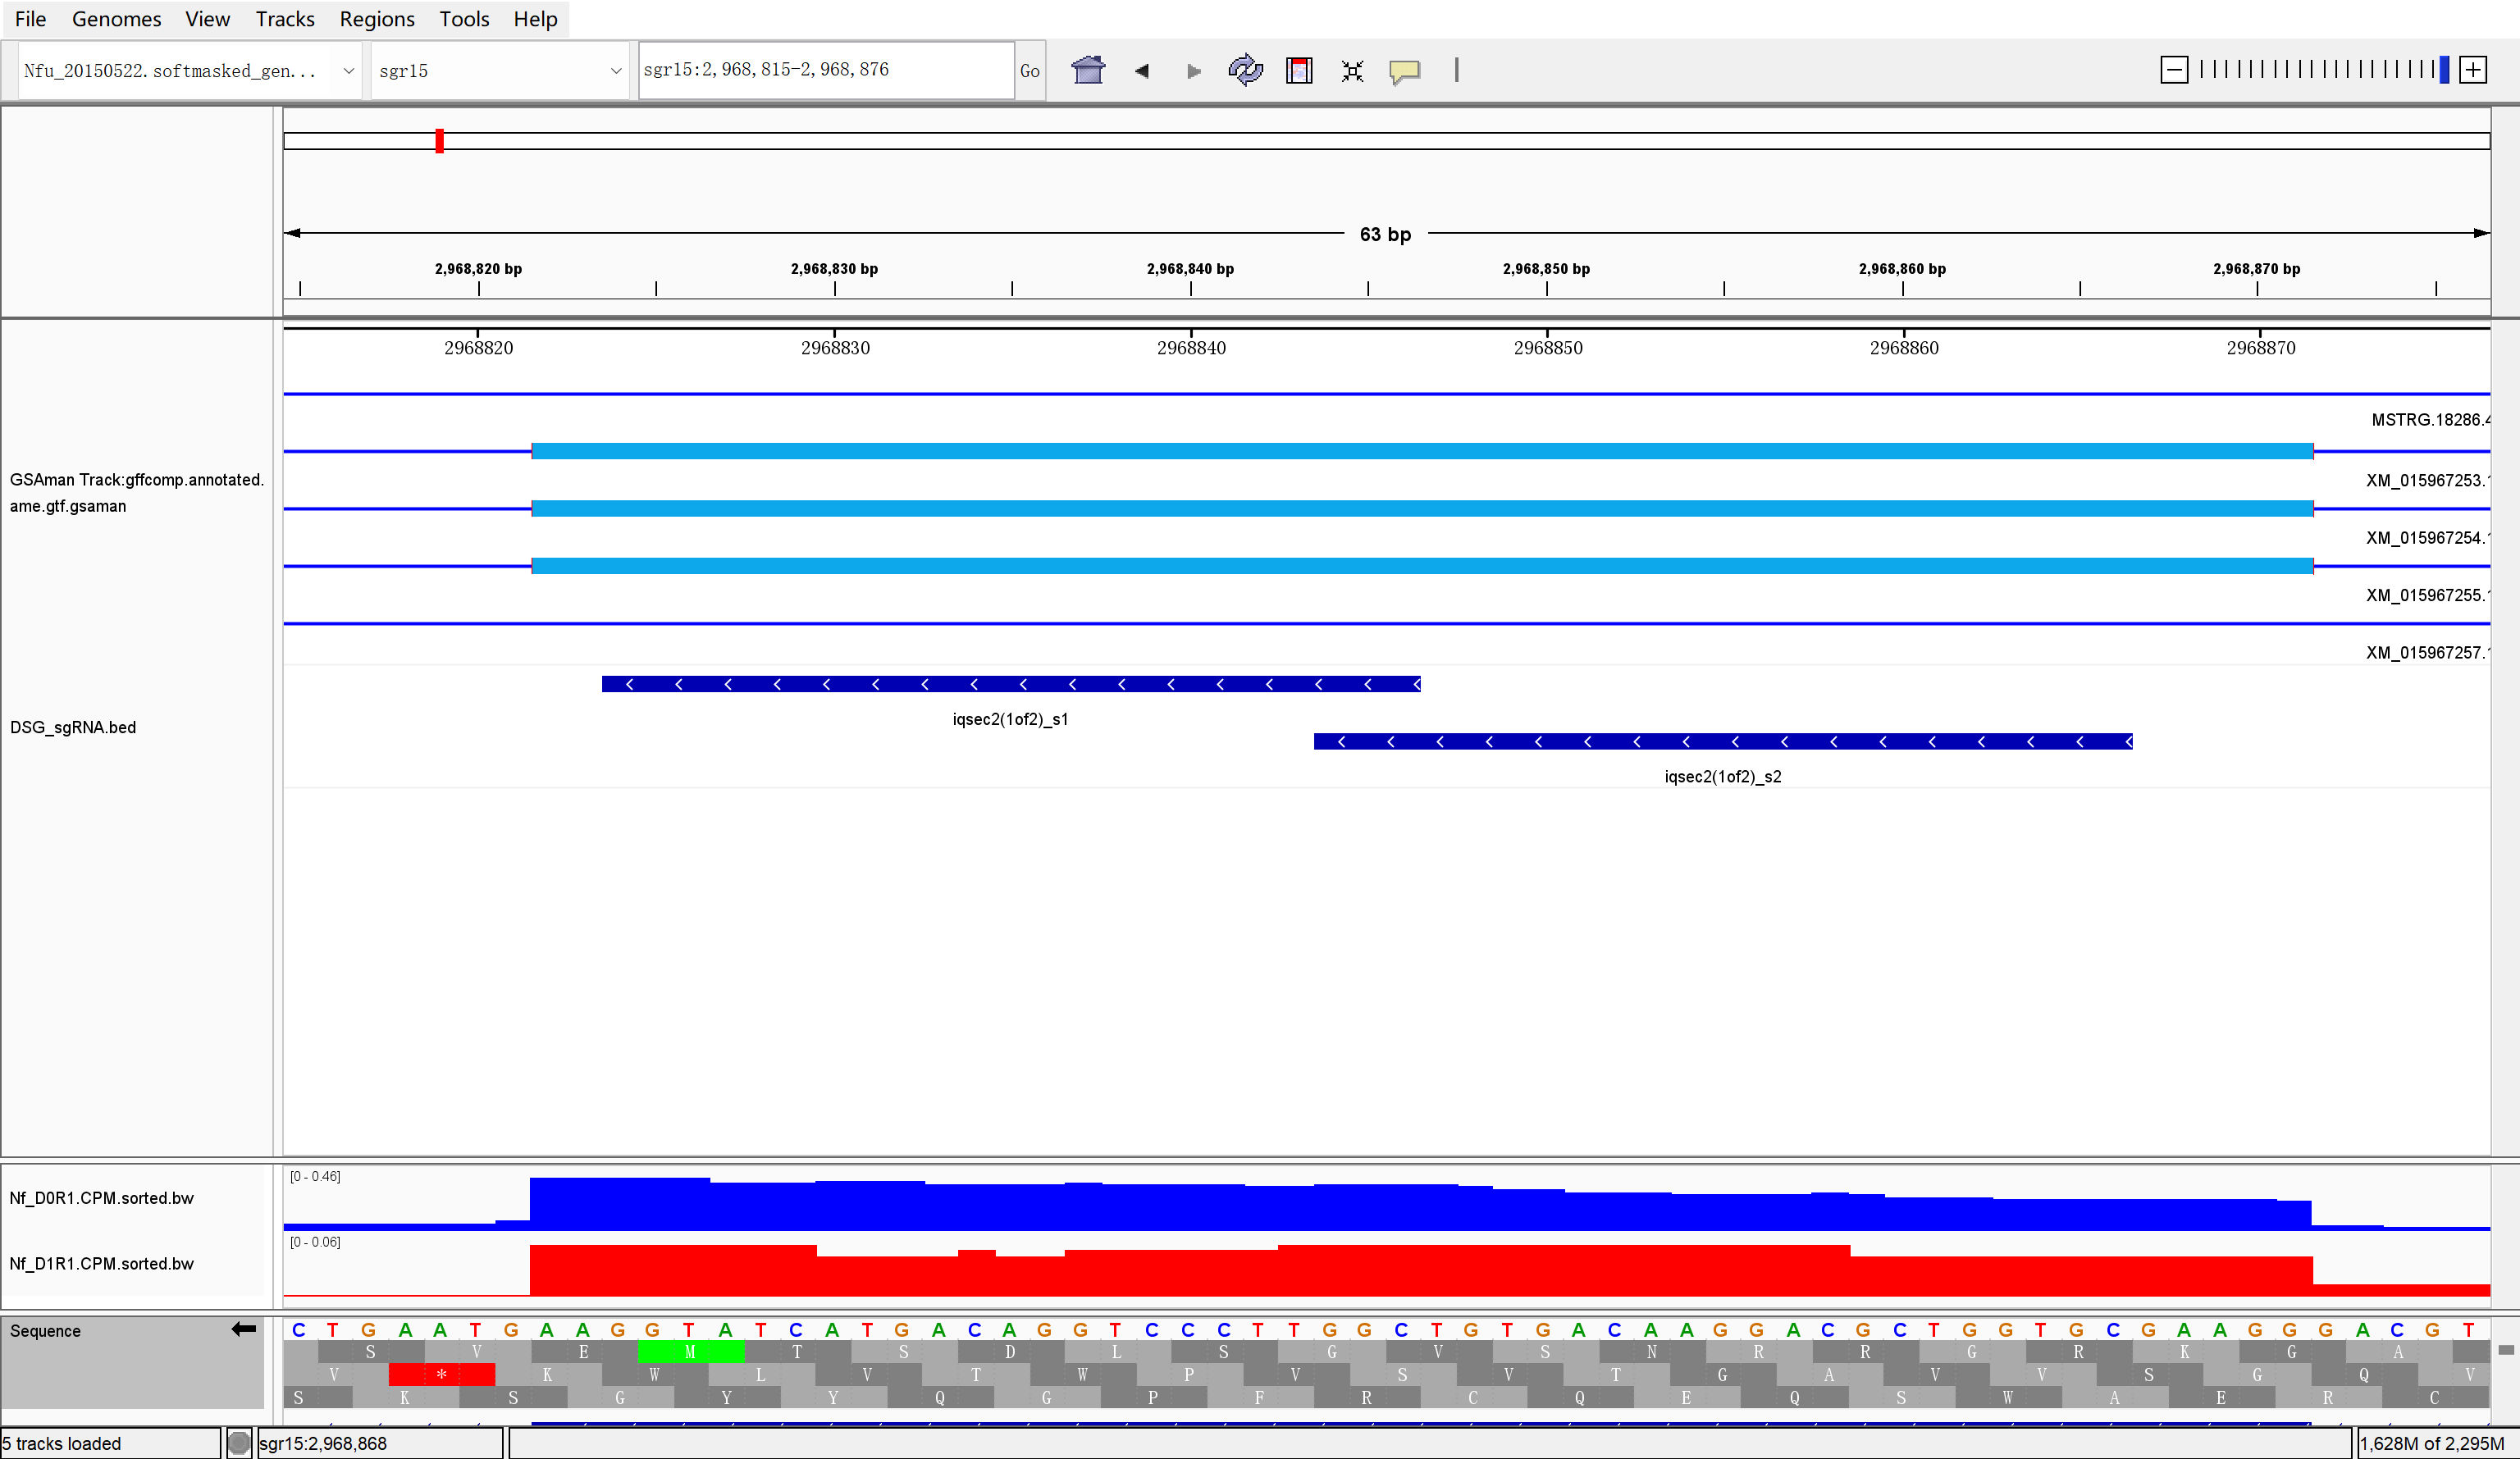 File Genomes View Tracks Regions Tools Help
Nfu_20150522.softmasked_gen... sgr15 sgr15:2,968,815-2,968,876 Go
63 bp
2,968,820 bp 2,968,830 bp 2,968,840 bp 2,968,850 bp 2,968,860 bp 2,968,870 bp
2968820 2968830 2968840 2968850 2968860 2968870
MSTRG.18286.4
GSAman Track:gffcomp.annotated.
ame.gtf.gsaman
XM_015967253.1
XM_015967254.1
XM_015967255.1
XM_015967257.1
iqsec2(1of2)_s1
DSG_sgRNA.bed
iqsec2(1of2)_s2
[0 - 0.46]
Nf_D0R1.CPM.sorted.bw
[0 - 0.06]
Nf_D1R1.CPM.sorted.bw
Sequence C T G A A T G A A G G T A T C A T G A C A G G T C C C T T G G C T G T G A C A A G G A C G C T G G T G C G A A G G G A C G T
S V E M T S D L S G V S N R R G R K G A
V * K W L V T W P V S V T G A V V S G Q V
S K S G Y Y Q G P F R C Q E Q S W A E R C
5 tracks loaded sgr15:2,968,868 1,628M of 2,295M